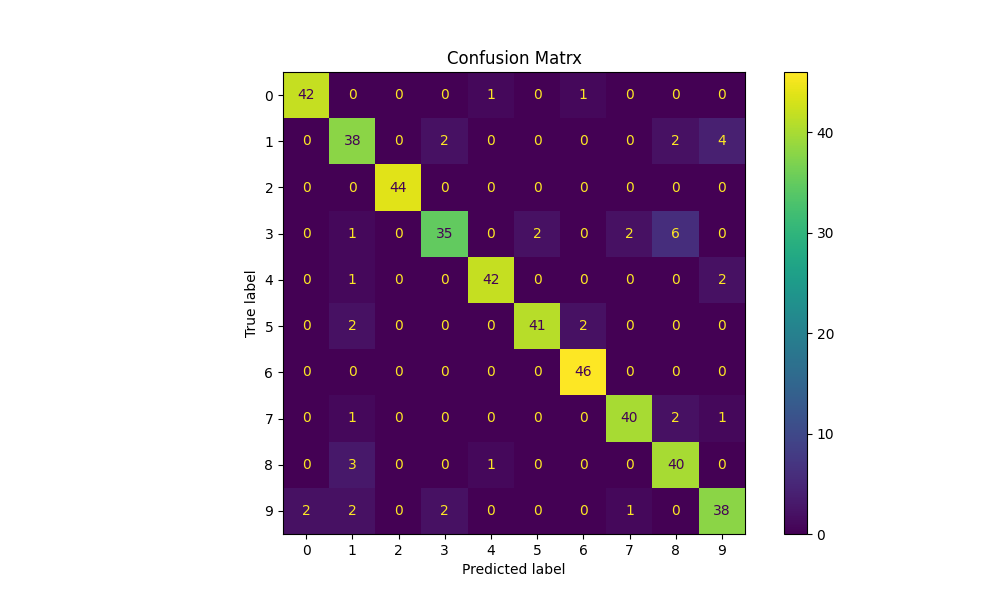 Confusion Matrx
0 42 0 0 0 1 0 1 0 0 0
1 0 38 0 2 0 0 0 0 2 4
2 0 0 44 0 0 0 0 0 0 0
3 0 1 0 35 0 2 0 2 6 0
4 0 1 0 0 42 0 0 0 0 2
5 0 2 0 0 0 41 2 0 0 0
6 0 0 0 0 0 0 46 0 0 0
7 0 1 0 0 0 0 0 40 2 1
8 0 3 0 0 1 0 0 0 40 0
9 2 2 0 2 0 0 0 1 0 38
0 1 2 3 4 5 6 7 8 9
Predicted label
True label
40
30
20
10
0